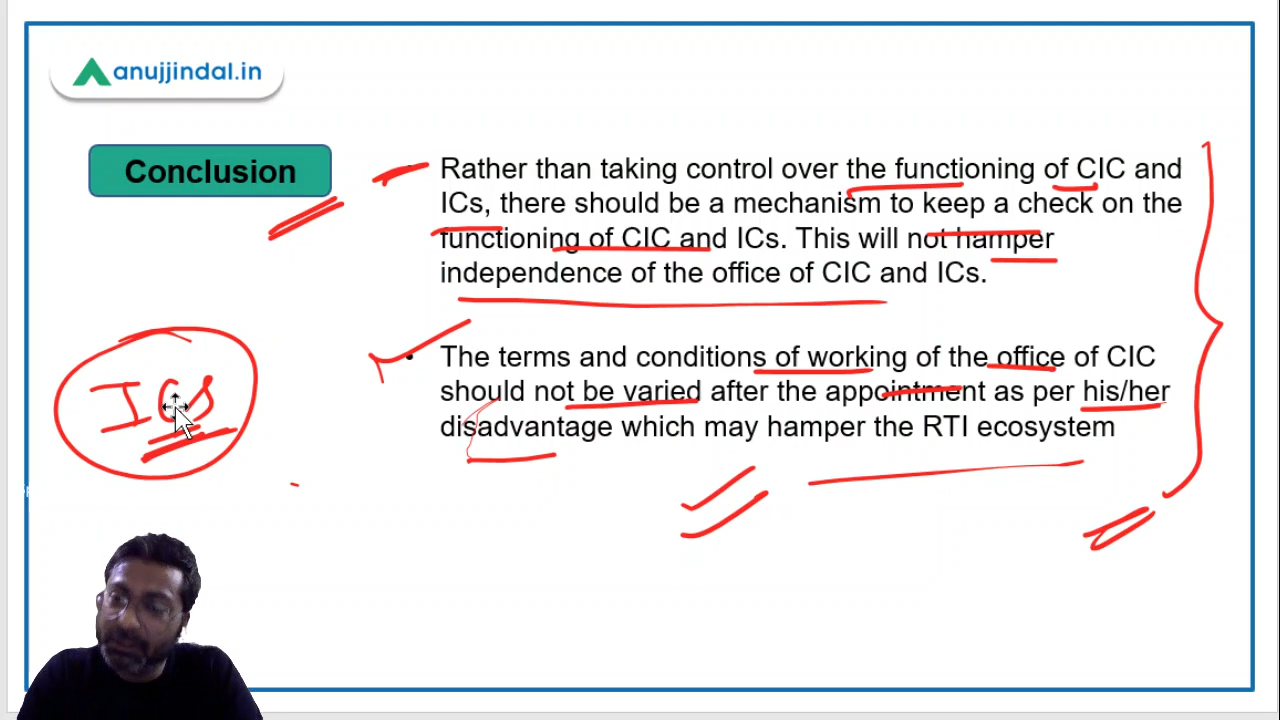 anujjindal.in
Conclusion
Rather than taking control over the functioning of CIC and
ICs, there should be a mechanism to keep a check on the
functioning of CIC and ICs. This will not hamper
independence of the office of CIC and ICs.
ICs
• The terms and conditions of working of the office of CIC
should not be varied after the appointment as per his/her
disadvantage which may hamper the RTI ecosystem